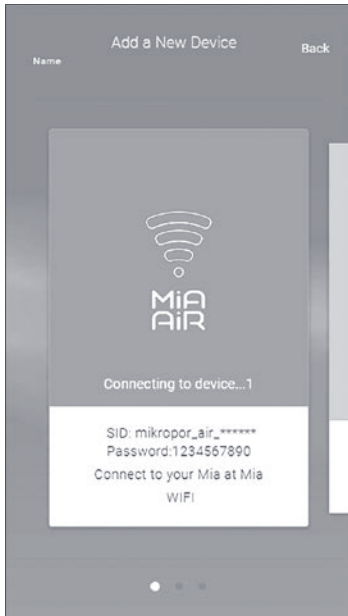 Add a New Device
Back
Name
MiA
AiR
Connecting to device...1
SID: mikropor_air_******
Password:1234567890
Connect to your Mia at Mia
WIFI